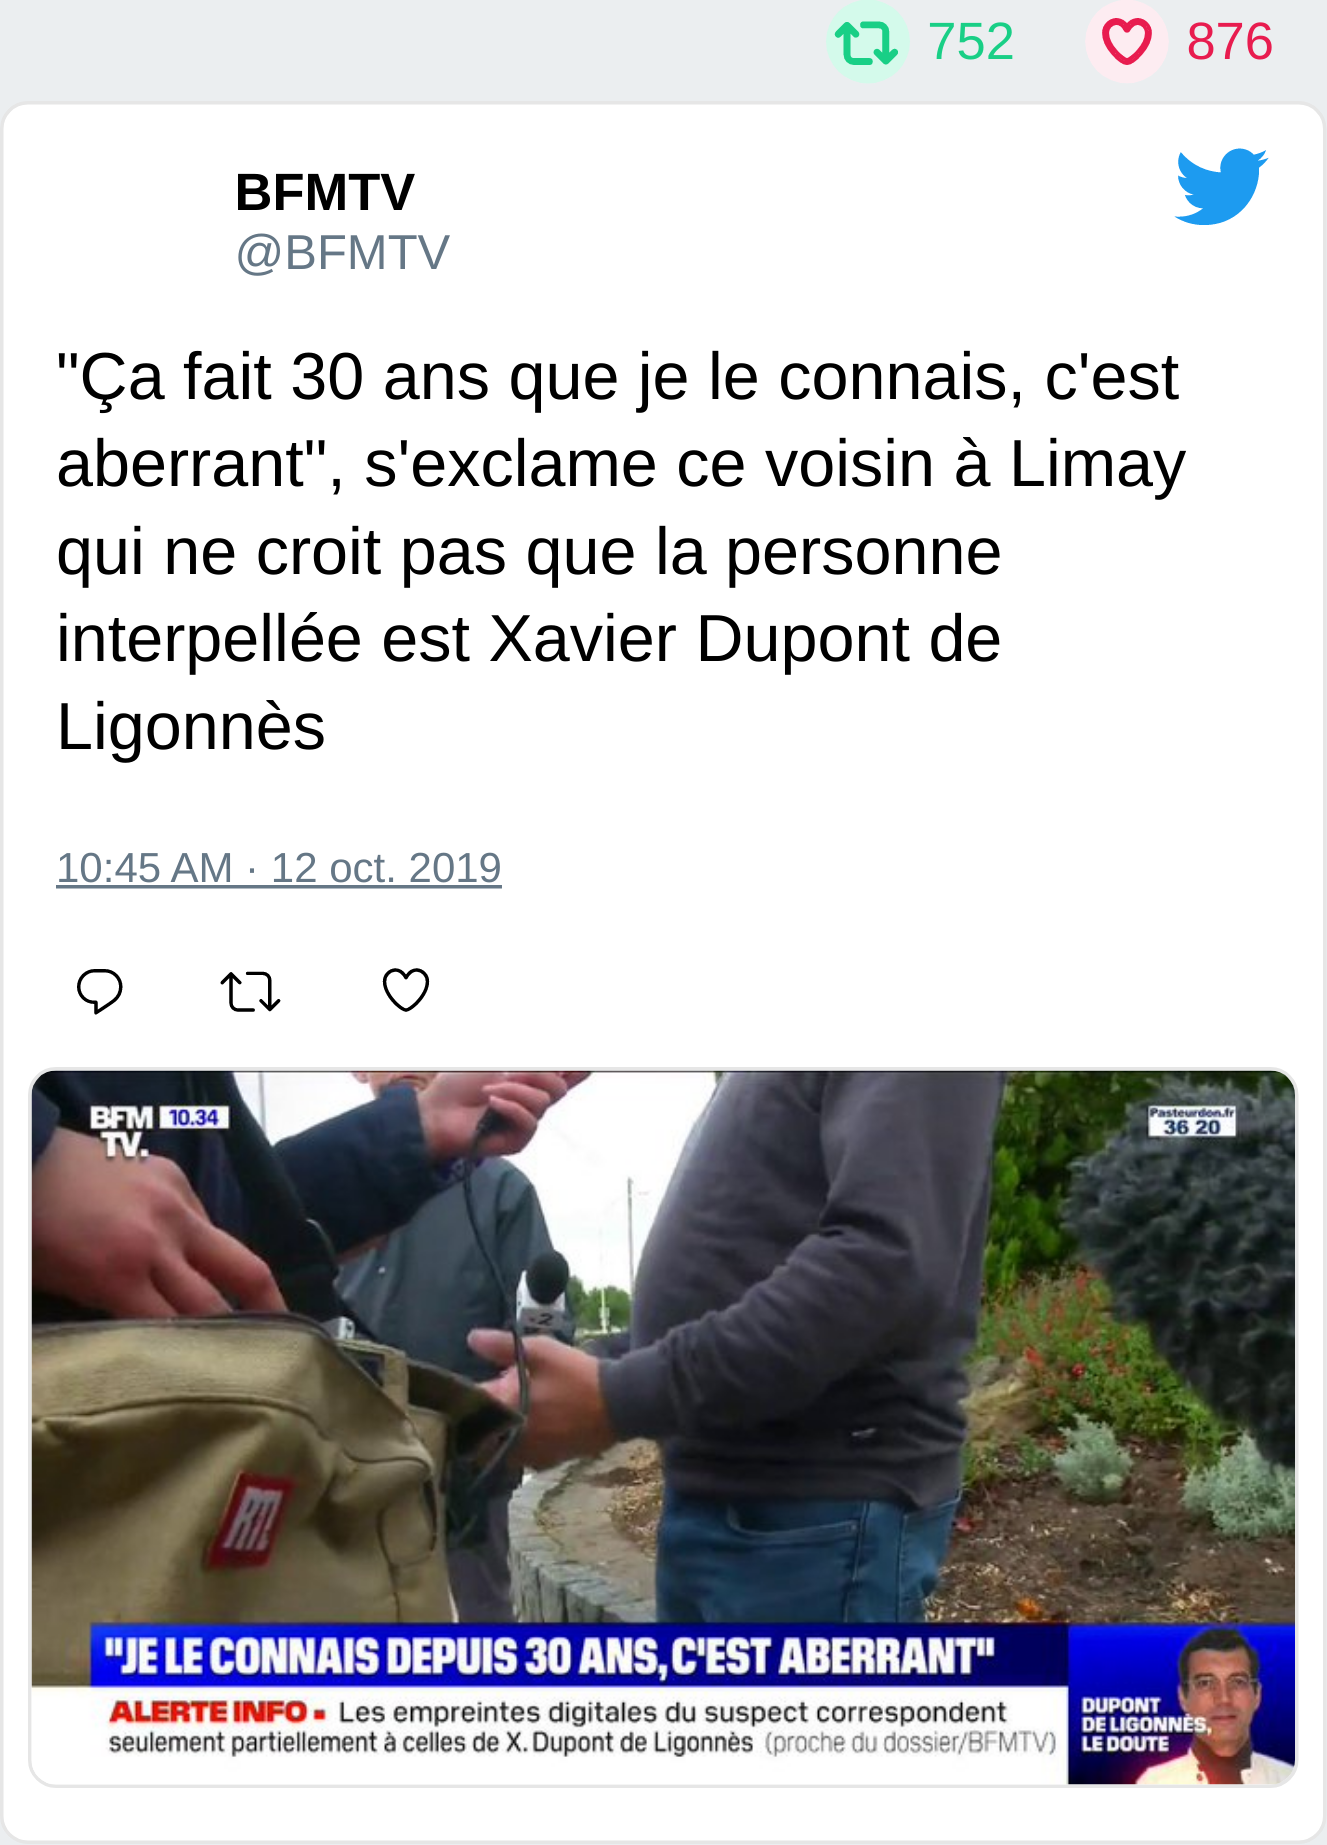 752 876
BFMTV
@BFMTV
"Ça fait 30 ans que je le connais, c'est
aberrant", s'exclame ce voisin à Limay
qui ne croit pas que la personne
interpellée est Xavier Dupont de
Ligonnès
10:45 AM · 12 oct. 2019
BFM 10.34
TV.
Pasteurdon.fr
36 20
2
RTL
"JE LE CONNAIS DEPUIS 30 ANS, C'EST ABERRANT"
ALERTE INFO ▪ Les empreintes digitales du suspect correspondent
seulement partiellement à celles de X. Dupont de Ligonnès (proche du dossier/BFMTV)
DUPONT
DE LIGONNÈS,
LE DOUTE